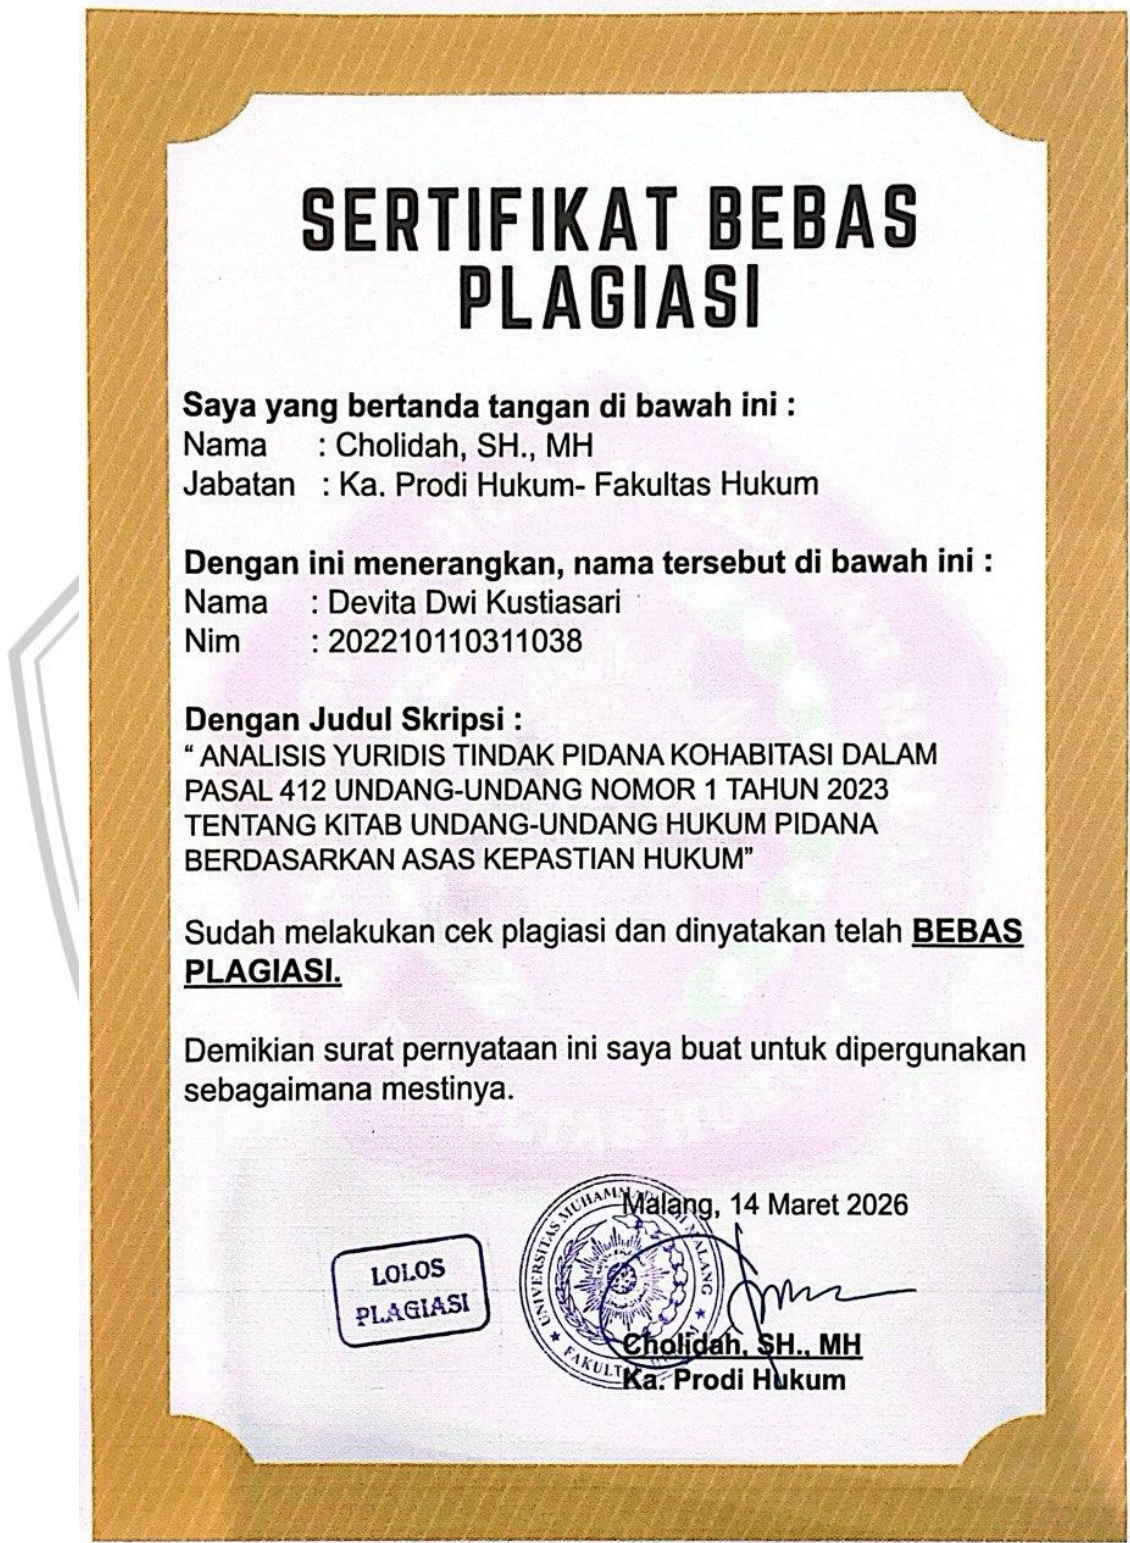 SERTIFIKAT BEBAS
PLAGIASI
Saya yang bertanda tangan di bawah ini :
Nama : Cholidah, SH., MH
Jabatan : Ka. Prodi Hukum- Fakultas Hukum
Dengan ini menerangkan, nama tersebut di bawah ini :
Nama : Devita Dwi Kustiasari
Nim : 202210110311038
Dengan Judul Skripsi :
“ ANALISIS YURIDIS TINDAK PIDANA KOHABITASI DALAM
PASAL 412 UNDANG-UNDANG NOMOR 1 TAHUN 2023
TENTANG KITAB UNDANG-UNDANG HUKUM PIDANA
BERDASARKAN ASAS KEPASTIAN HUKUM”
Sudah melakukan cek plagiasi dan dinyatakan telah BEBAS
PLAGIASI.
Demikian surat pernyataan ini saya buat untuk dipergunakan
sebagaimana mestinya.
Malang, 14 Maret 2026
LOLOS
PLAGIASI
UNIVERSITAS MUHAMMADIYAH MALANG
Cholidah, SH., MH
Ka. Prodi Hukum